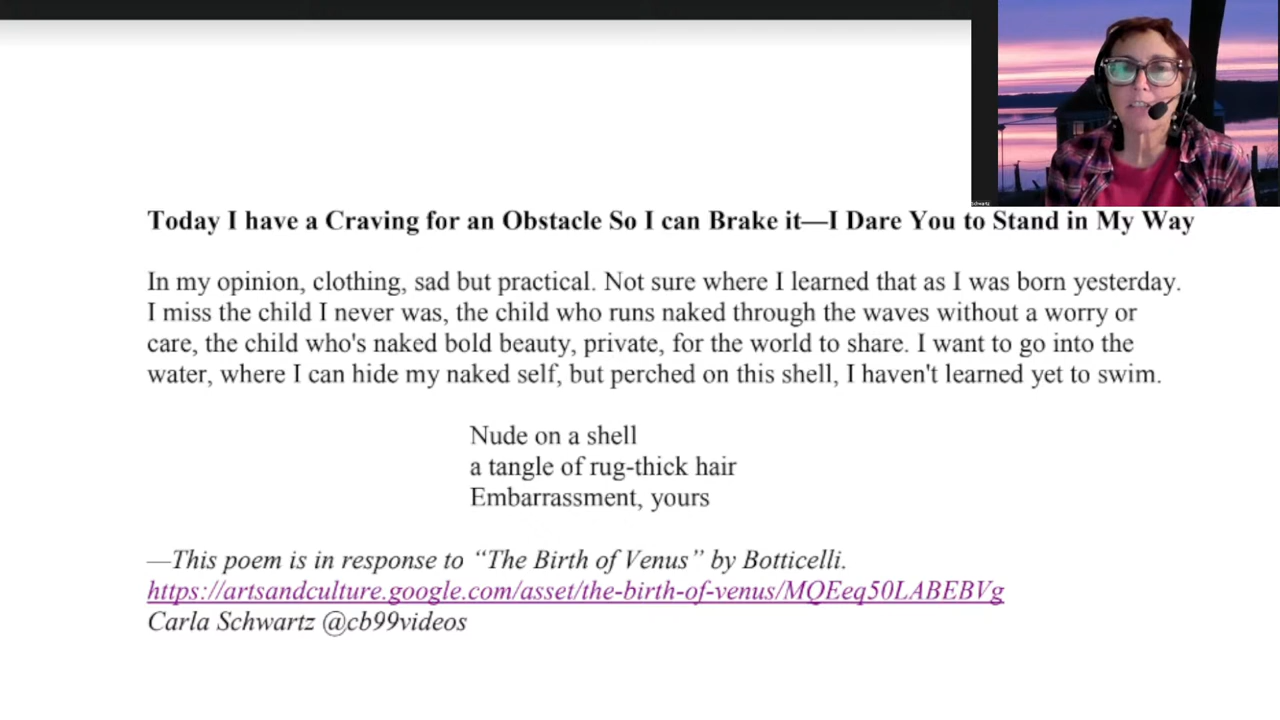 Today I have a Craving for an Obstacle So I can Brake it—I Dare You to Stand in My Way
In my opinion, clothing, sad but practical. Not sure where I learned that as I was born yesterday.
I miss the child I never was, the child who runs naked through the waves without a worry or
care, the child who's naked bold beauty, private, for the world to share. I want to go into the
water, where I can hide my naked self, but perched on this shell, I haven't learned yet to swim.
Nude on a shell
a tangle of rug-thick hair
Embarrassment, yours
—This poem is in response to “The Birth of Venus” by Botticelli.
https://artsandculture.google.com/asset/the-birth-of-venus/MQEeq50LABEBVg
Carla Schwartz @cb99videos